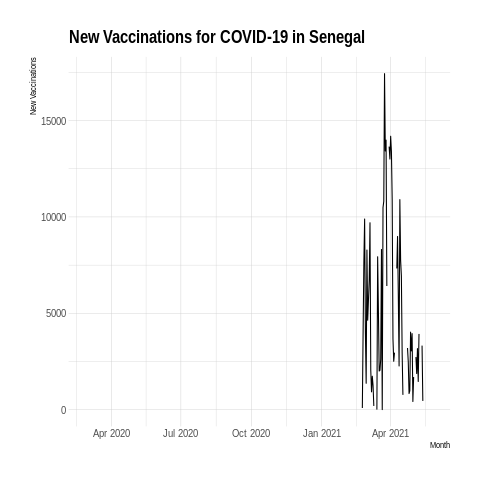 New Vaccinations for COVID-19 in Senegal
New Vaccinations
15000
10000
5000
0
Apr 2020 Jul 2020 Oct 2020 Jan 2021 Apr 2021
Month